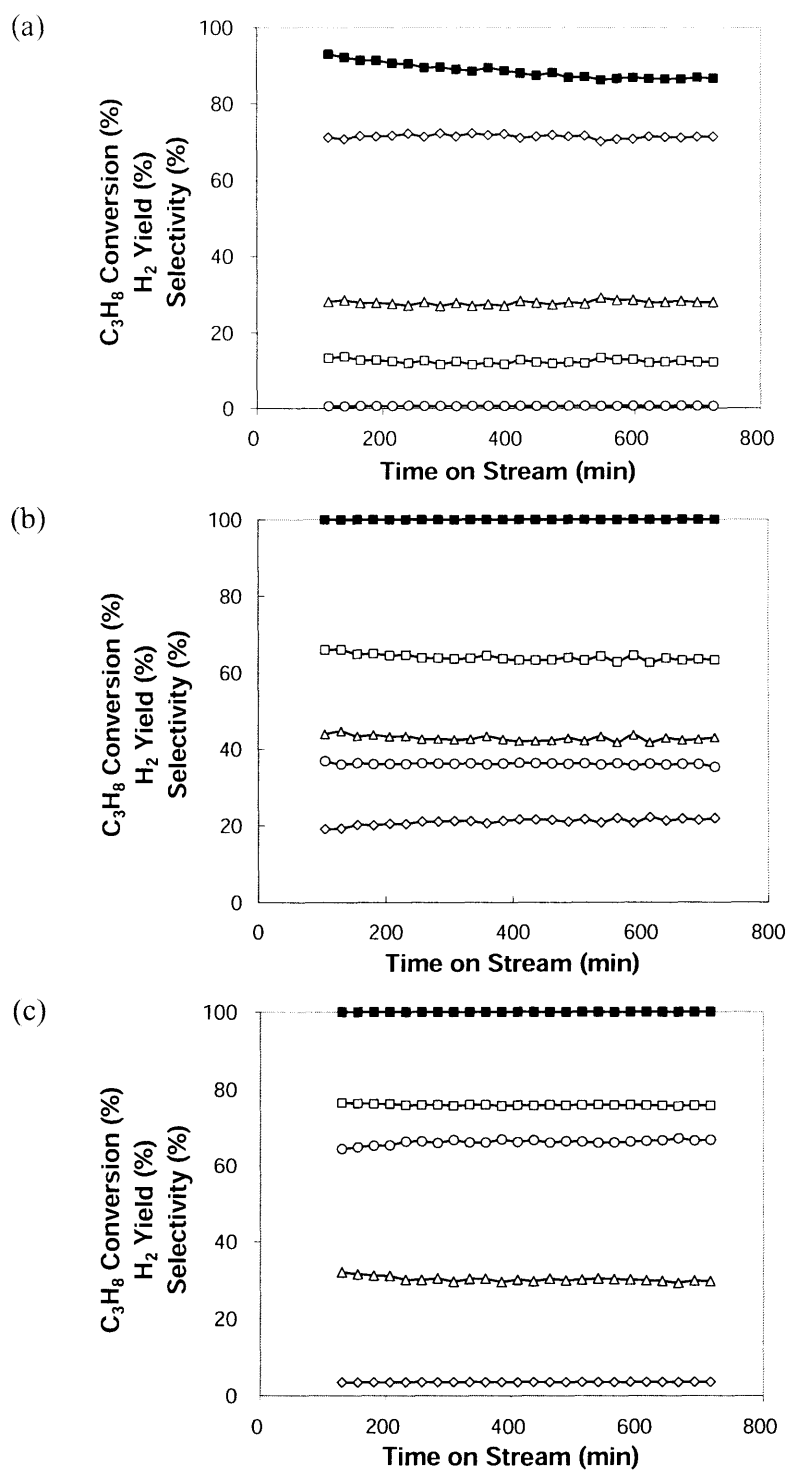 (a)
100
80
60
40
20
0
C₃H₈ Conversion (%)
H₂ Yield (%)
Selectivity (%)
0 200 400 600 800
Time on Stream (min)
(b)
100
80
60
40
20
0
C₃H₈ Conversion (%)
H₂ Yield (%)
Selectivity (%)
0 200 400 600 800
Time on Stream (min)
(c)
100
80
60
40
20
0
C₃H₈ Conversion (%)
H₂ Yield (%)
Selectivity (%)
0 200 400 600 800
Time on Stream (min)